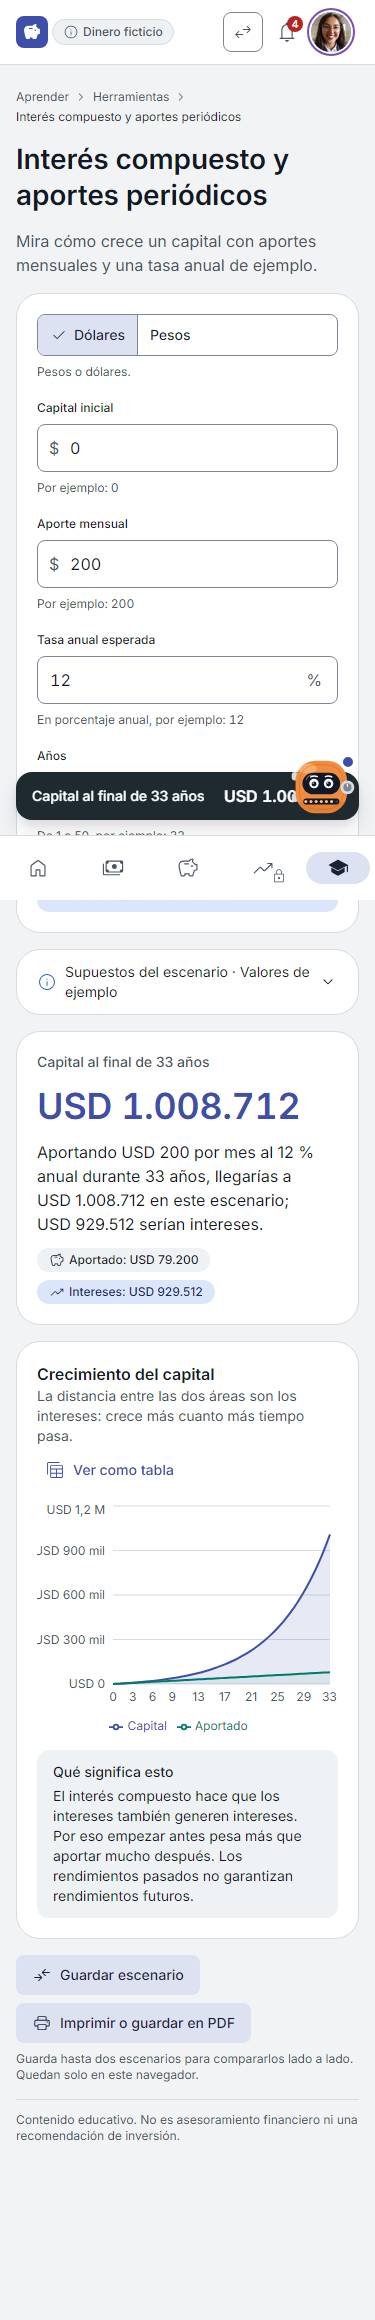 Dinero ficticio
4
Aprender
Herramientas
Interés compuesto y aportes periódicos
Interés compuesto y
aportes periódicos
Mira cómo crece un capital con aportes
mensuales y una tasa anual de ejemplo.
Dólares
Pesos
Pesos o dólares.
Capital inicial
$ 0
Por ejemplo: 0
Aporte mensual
$ 200
Por ejemplo: 200
Tasa anual esperada
12 %
En porcentaje anual, por ejemplo: 12
Años
Capital al final de 33 años
USD 1.00
Supuestos del escenario · Valores de
ejemplo
Capital al final de 33 años
USD 1.008.712
Aportando USD 200 por mes al 12 %
anual durante 33 años, llegarías a
USD 1.008.712 en este escenario;
USD 929.512 serían intereses.
Aportado: USD 79.200
Intereses: USD 929.512
Crecimiento del capital
La distancia entre las dos áreas son los
intereses: crece más cuanto más tiempo
pasa.
Ver como tabla
USD 1,2 M
USD 900 mil
USD 600 mil
USD 300 mil
USD 0
0 3 6 9 13 17 21 25 29 33
Capital
Aportado
Qué significa esto
El interés compuesto hace que los
intereses también generen intereses.
Por eso empezar antes pesa más que
aportar mucho después. Los
rendimientos pasados no garantizan
rendimientos futuros.
Guardar escenario
Imprimir o guardar en PDF
Guarda hasta dos escenarios para compararlos lado a lado.
Quedan solo en este navegador.
Contenido educativo. No es asesoramiento financiero ni una
recomendación de inversión.